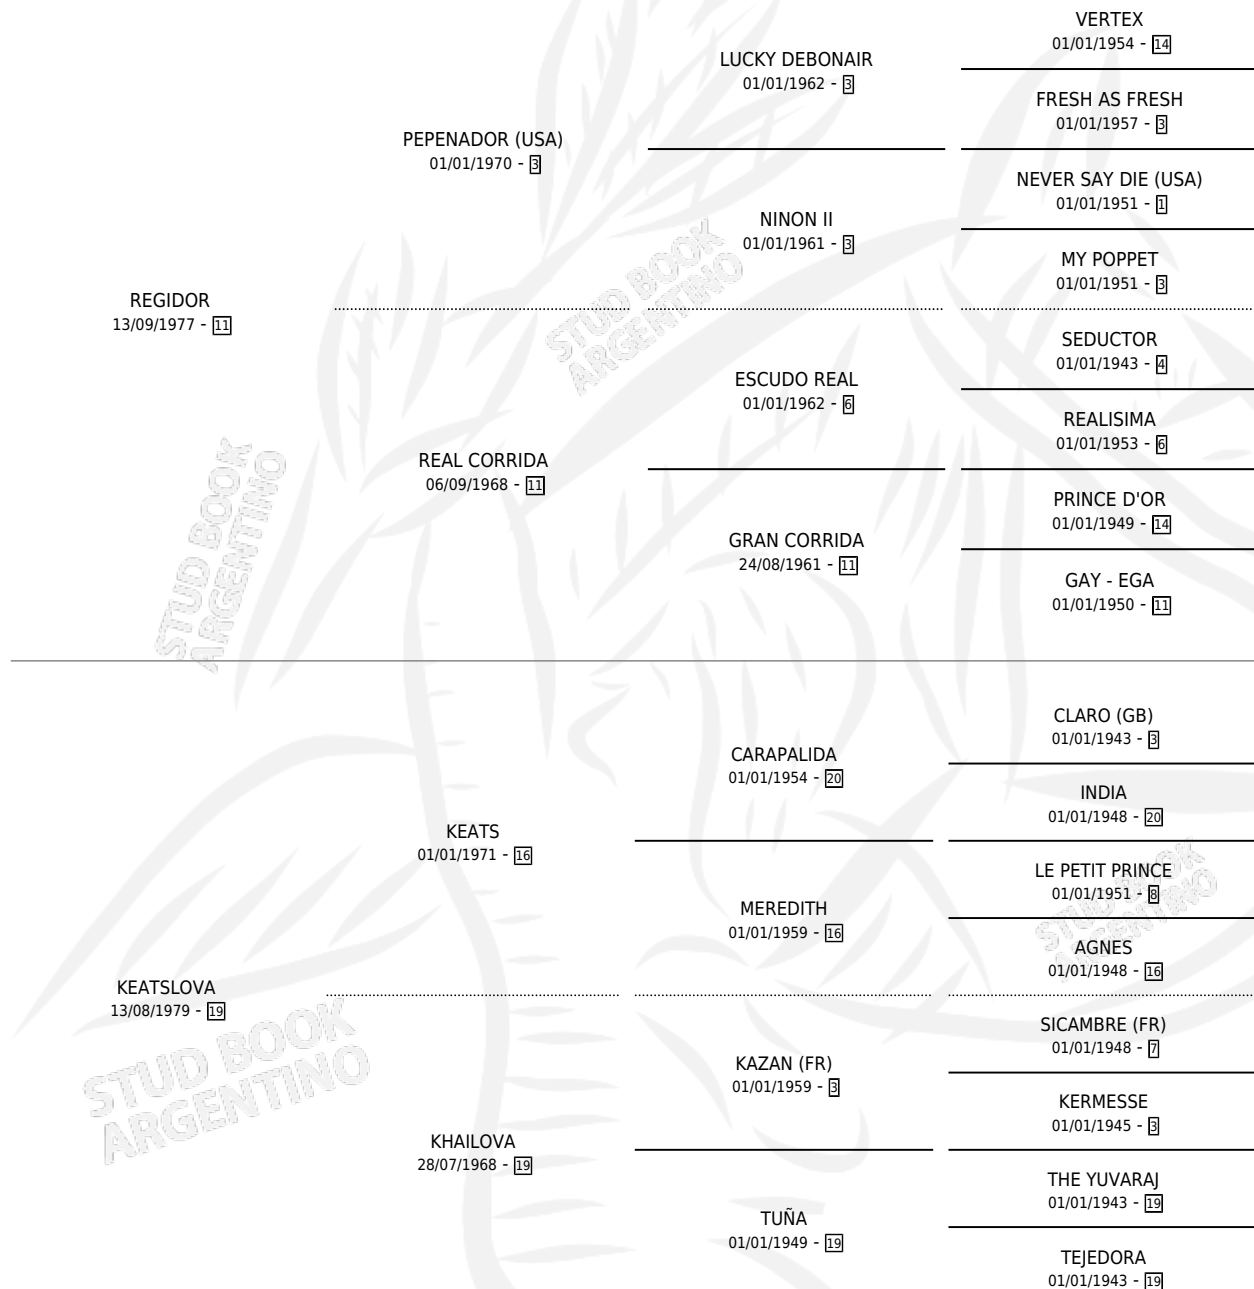 VERTEX
01/01/1954 - 14
LUCKY DEBONAIR
01/01/1962 - 3
FRESH AS FRESH
01/01/1957 - 3
PEPENADOR (USA)
01/01/1970 - 3
NEVER SAY DIE (USA)
01/01/1951 - 1
NINON II
01/01/1961 - 3
MY POPPET
01/01/1951 - 3
REGIDOR
13/09/1977 - 11
SEDUCTOR
01/01/1943 - 4
ESCUDO REAL
01/01/1962 - 6
REALISIMA
01/01/1953 - 6
REAL CORRIDA
06/09/1968 - 11
PRINCE D'OR
01/01/1949 - 14
GRAN CORRIDA
24/08/1961 - 11
GAY - EGA
01/01/1950 - 11
CLARO (GB)
01/01/1943 - 3
CARAPALIDA
01/01/1954 - 20
INDIA
01/01/1948 - 20
KEATS
01/01/1971 - 16
LE PETIT PRINCE
01/01/1951 - 8
MEREDITH
01/01/1959 - 16
AGNES
01/01/1948 - 16
KEATSLOVA
13/08/1979 - 19
SICAMBRE (FR)
01/01/1948 - 7
KAZAN (FR)
01/01/1959 - 3
KERMESSE
01/01/1945 - 3
KHAILOVA
28/07/1968 - 19
THE YUVARAJ
01/01/1943 - 19
TUÑA
01/01/1949 - 19
TEJEDORA
01/01/1943 - 19
STUD BOOK
ARGENTINO
STUD BOOK
ARGENTINO
STUD BOOK
ARGENTINO
STUD BOOK
ARGENTINO